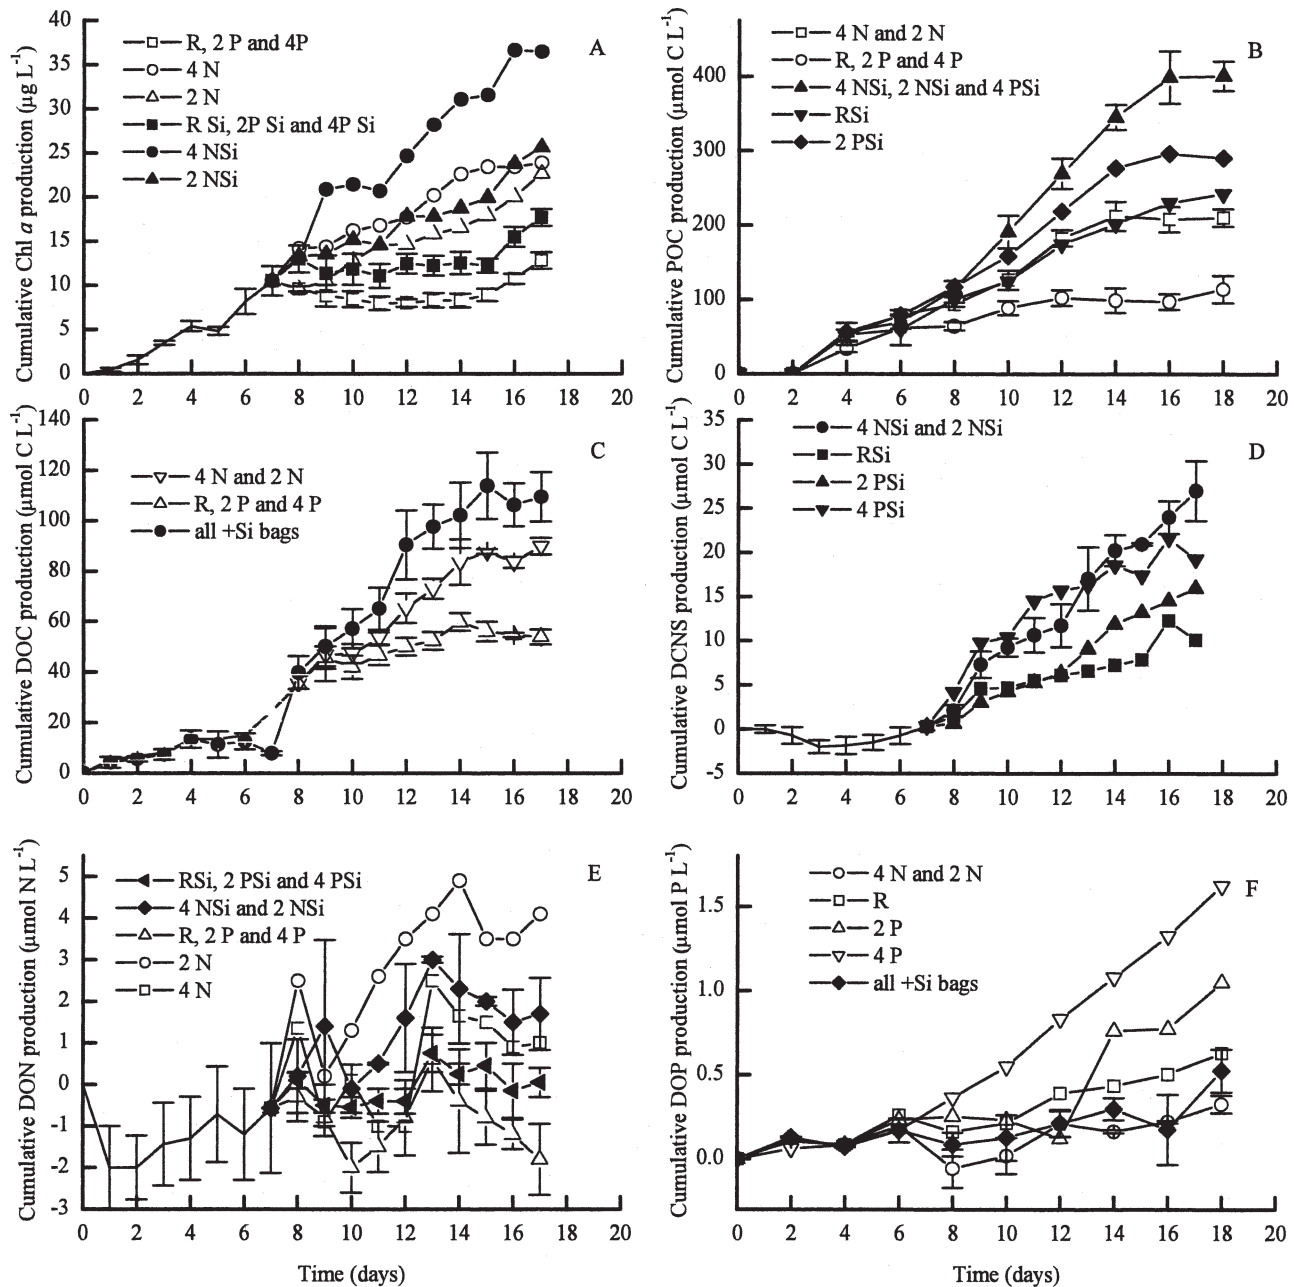 A
Cumulative Chl a production (µg L⁻¹)
40
35
30
25
20
15
10
5
0
R, 2 P and 4P
4 N
2 N
R Si, 2P Si and 4P Si
4 NSi
2 NSi
0 2 4 6 8 10 12 14 16 18 20
B
Cumulative POC production (µmol C L⁻¹)
400
300
200
100
0
4 N and 2 N
R, 2 P and 4 P
4 NSi, 2 NSi and 4 PSi
RSi
2 PSi
0 2 4 6 8 10 12 14 16 18 20
C
Cumulative DOC production (µmol C L⁻¹)
140
120
100
80
60
40
20
0
4 N and 2 N
R, 2 P and 4 P
all +Si bags
0 2 4 6 8 10 12 14 16 18 20
D
Cumulative DCNS production (µmol C L⁻¹)
35
30
25
20
15
10
5
0
-5
4 NSi and 2 NSi
RSi
2 PSi
4 PSi
0 2 4 6 8 10 12 14 16 18 20
E
Cumulative DON production (µmol N L⁻¹)
5
4
3
2
1
0
-1
-2
-3
RSi, 2 PSi and 4 PSi
4 NSi and 2 NSi
R, 2 P and 4 P
2 N
4 N
0 2 4 6 8 10 12 14 16 18 20
Time (days)
F
Cumulative DOP production (µmol P L⁻¹)
1.5
1.0
0.5
0.0
4 N and 2 N
R
2 P
4 P
all +Si bags
0 2 4 6 8 10 12 14 16 18 20
Time (days)